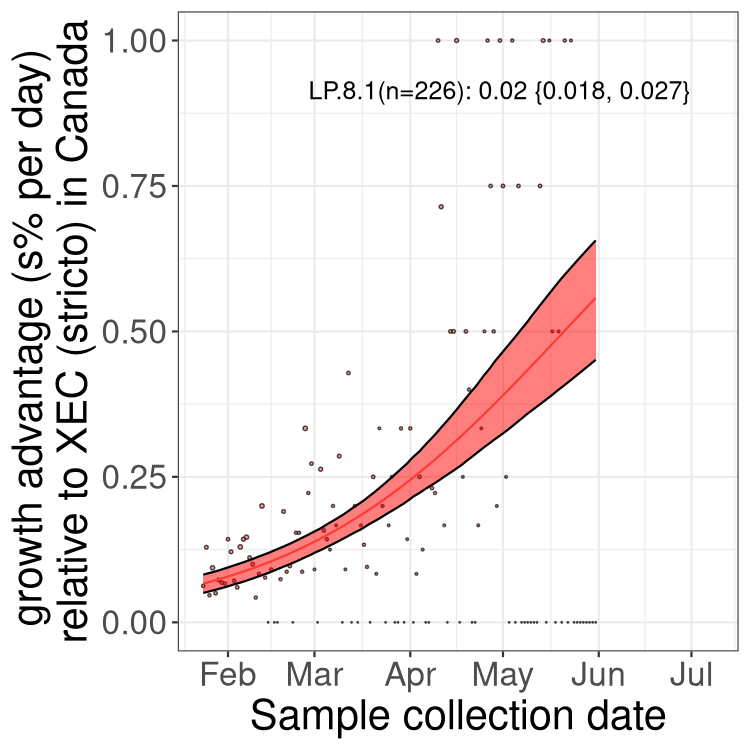 growth advantage (s% per day)
relative to XEC (stricto) in Canada
1.00
0.75
0.50
0.25
0.00
LP.8.1(n=226): 0.02 {0.018, 0.027}
Feb Mar Apr May Jun Jul
Sample collection date